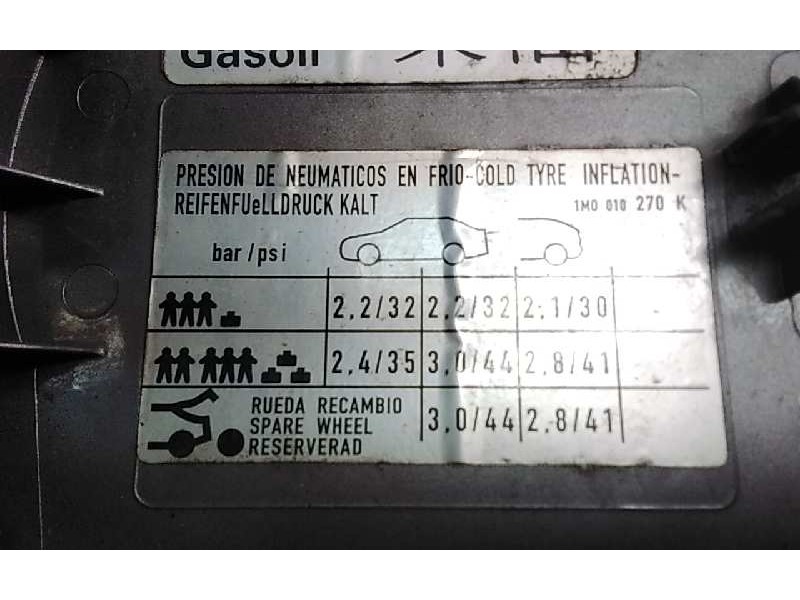 Gasoil
PRESION DE NEUMATICOS EN FRIO-COLD TYRE INFLATION-
REIFENFUeLLDRUCK KALT
1M0 010 270 K
bar/psi
2,2/32 2,2/32 2,1/30
2,4/35 3,0/44 2,8/41
RUEDA RECAMBIO
SPARE WHEEL
RESERVERAD
3,0/44 2,8/41